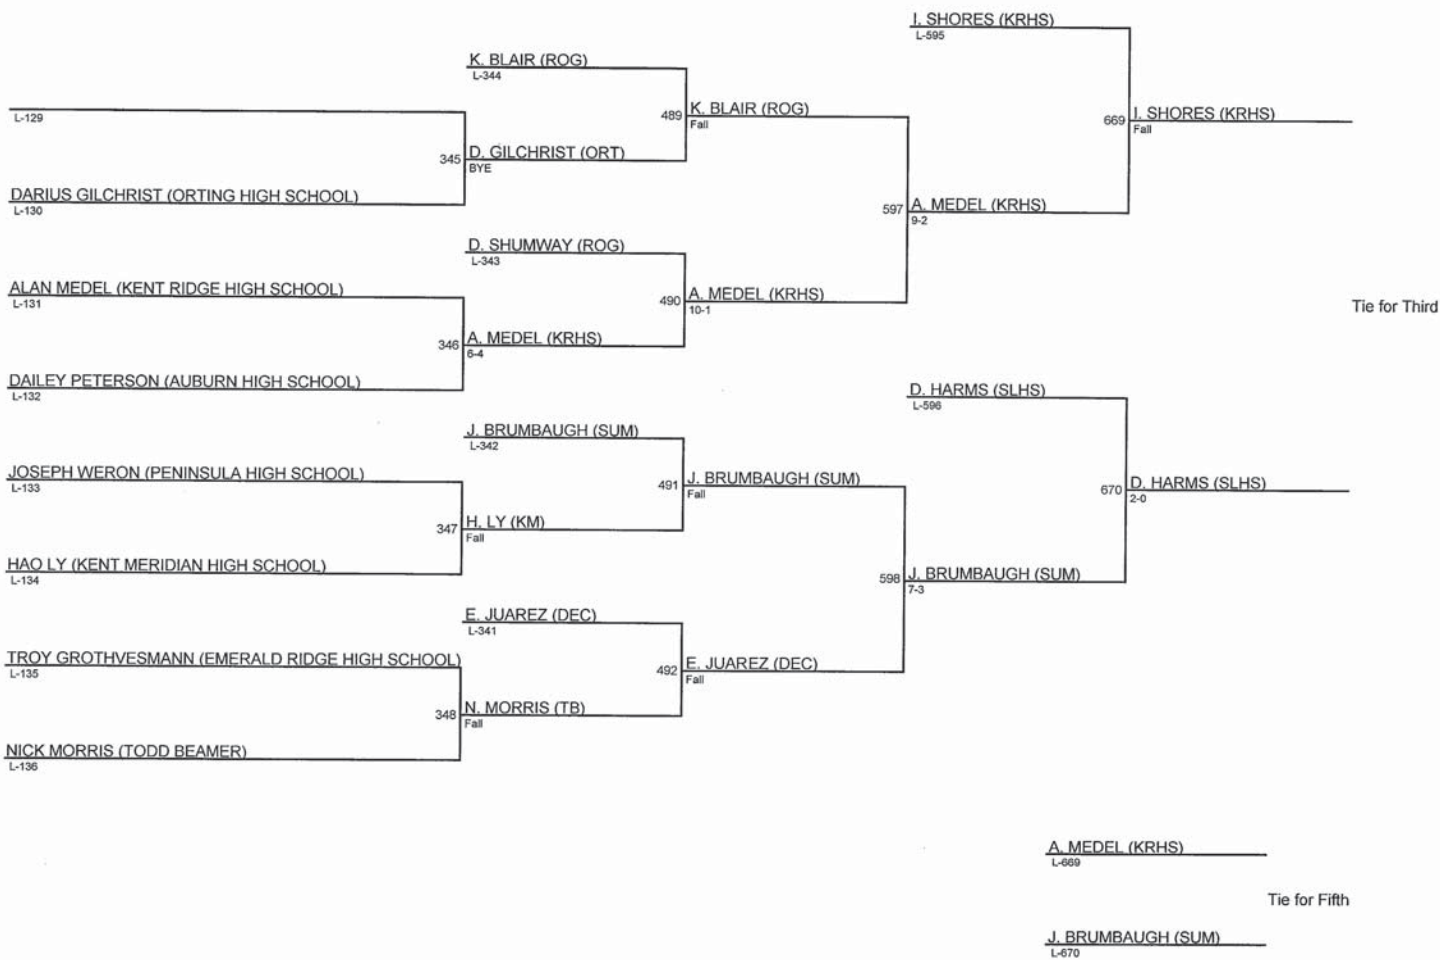 I. SHORES (KRHS)
L-595
K. BLAIR (ROG)
L-344
L-129
489 K. BLAIR (ROG)
Fall
669 I. SHORES (KRHS)
Fall
345 D. GILCHRIST (ORT)
BYE
DARIUS GILCHRIST (ORTING HIGH SCHOOL)
L-130
597 A. MEDEL (KRHS)
9-2
D. SHUMWAY (ROG)
L-343
ALAN MEDEL (KENT RIDGE HIGH SCHOOL)
L-131
490 A. MEDEL (KRHS)
10-1
Tie for Third
346 A. MEDEL (KRHS)
6-4
DAILEY PETERSON (AUBURN HIGH SCHOOL)
L-132
D. HARMS (SLHS)
L-596
J. BRUMBAUGH (SUM)
L-342
JOSEPH WERON (PENINSULA HIGH SCHOOL)
L-133
491 J. BRUMBAUGH (SUM)
Fall
670 D. HARMS (SLHS)
2-0
347 H. LY (KM)
Fall
HAO LY (KENT MERIDIAN HIGH SCHOOL)
L-134
598 J. BRUMBAUGH (SUM)
7-3
E. JUAREZ (DEC)
L-341
TROY GROTHVESMANN (EMERALD RIDGE HIGH SCHOOL)
L-135
492 E. JUAREZ (DEC)
Fall
348 N. MORRIS (TB)
Fall
NICK MORRIS (TODD BEAMER)
L-136
A. MEDEL (KRHS)
L-669
Tie for Fifth
J. BRUMBAUGH (SUM)
L-670